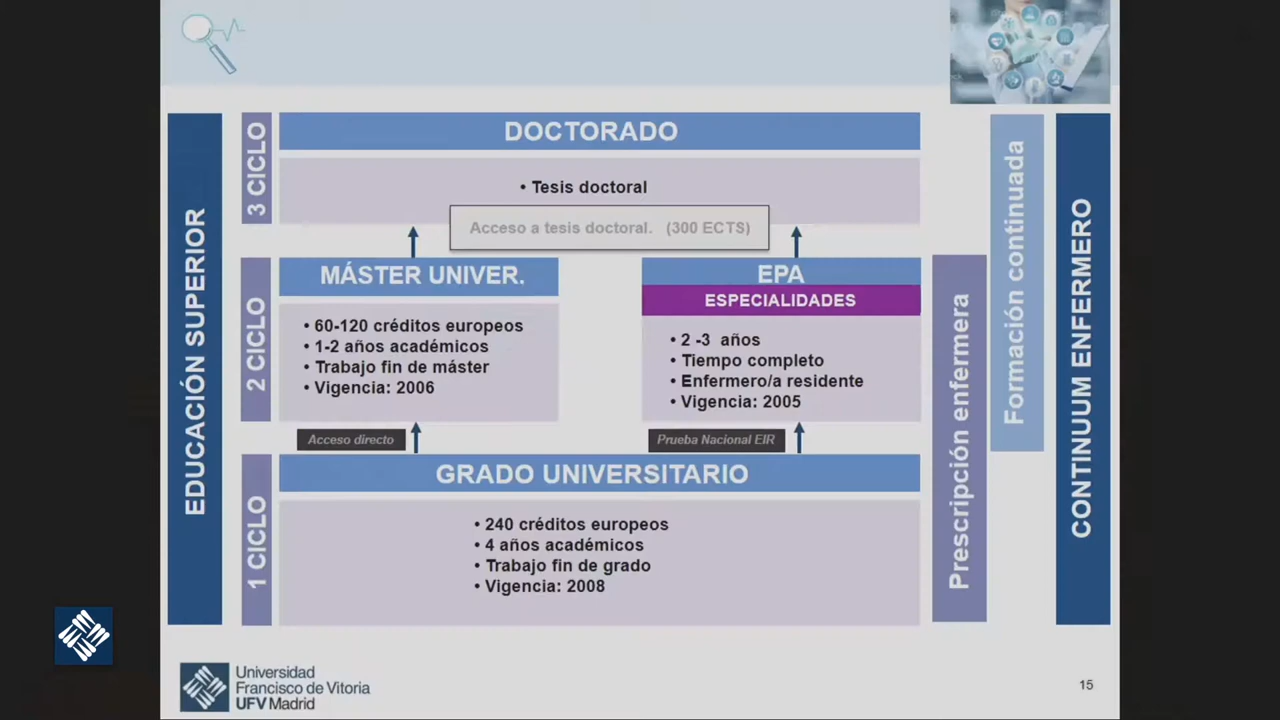 EDUCACIÓN SUPERIOR
3 CICLO
DOCTORADO
• Tesis doctoral
Acceso a tesis doctoral. (300 ECTS)
2 CICLO
MÁSTER UNIVER.
• 60-120 créditos europeos
• 1-2 años académicos
• Trabajo fin de máster
• Vigencia: 2006
EPA
ESPECIALIDADES
• 2 -3 años
• Tiempo completo
• Enfermero/a residente
• Vigencia: 2005
Acceso directo
Prueba Nacional EIR
1 CICLO
GRADO UNIVERSITARIO
• 240 créditos europeos
• 4 años académicos
• Trabajo fin de grado
• Vigencia: 2008
Prescripción enfermera
Formación continuada
CONTINUUM ENFERMERO
Universidad
Francisco de Vitoria
UFV Madrid
15